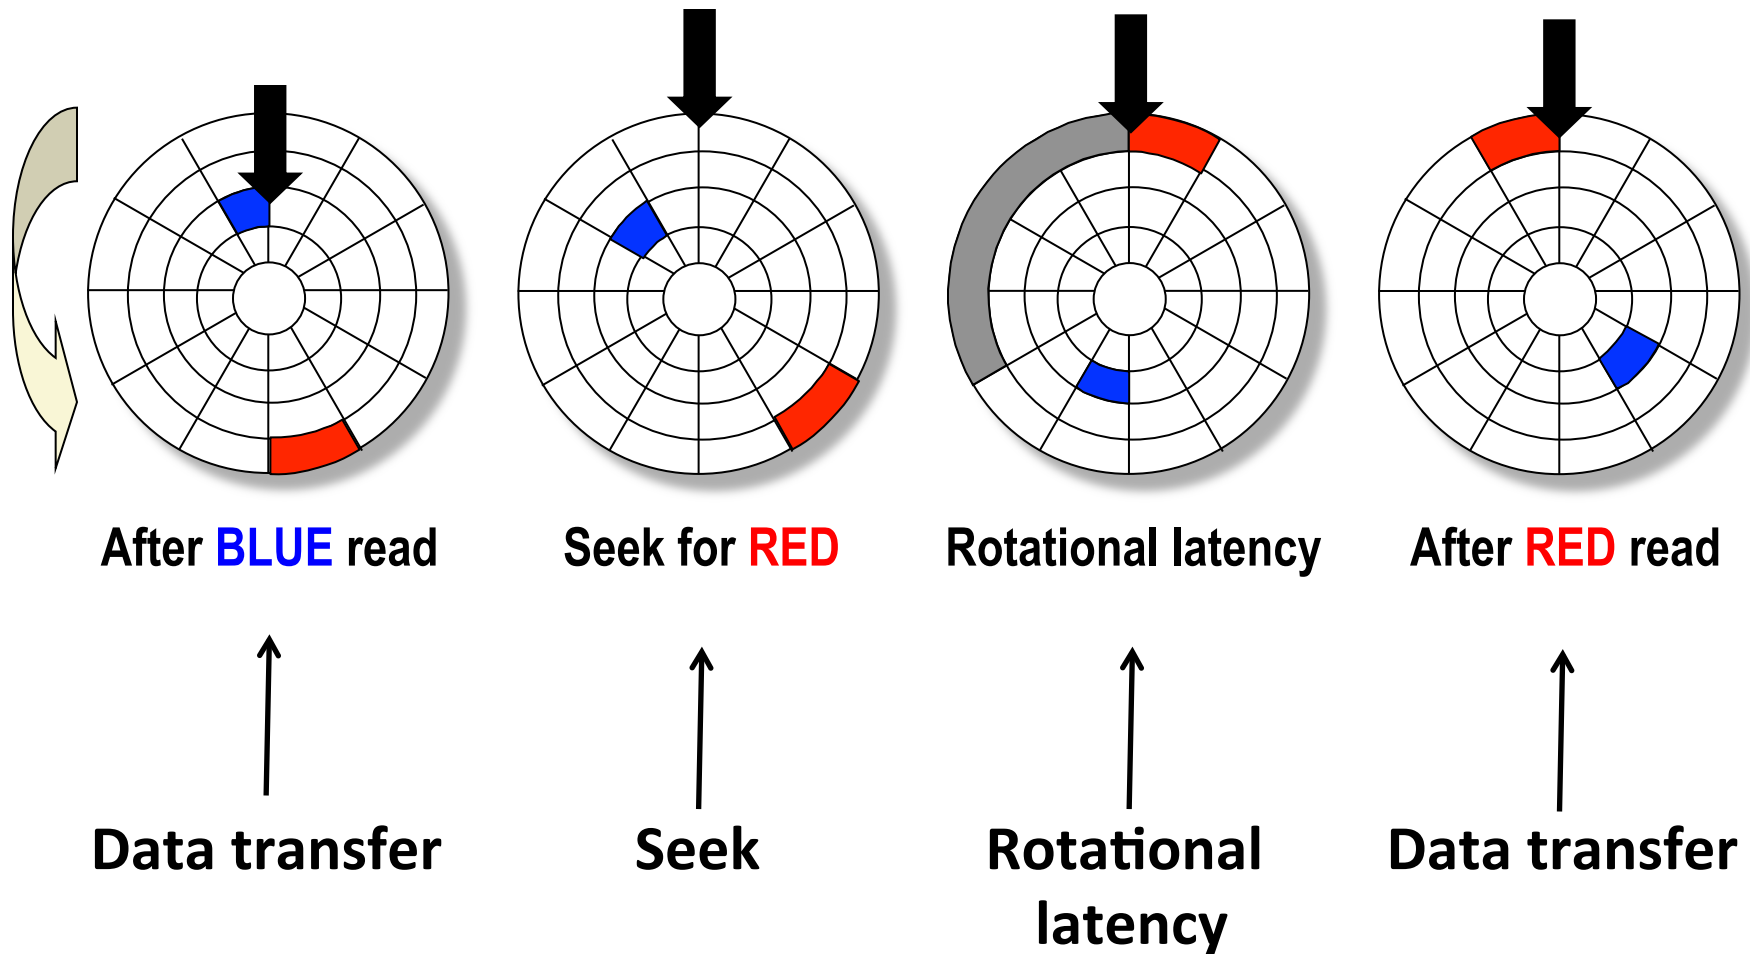 After BLUE read
Seek for RED
Rotational latency
After RED read
Data transfer
Seek
Rotational
latency
Data transfer